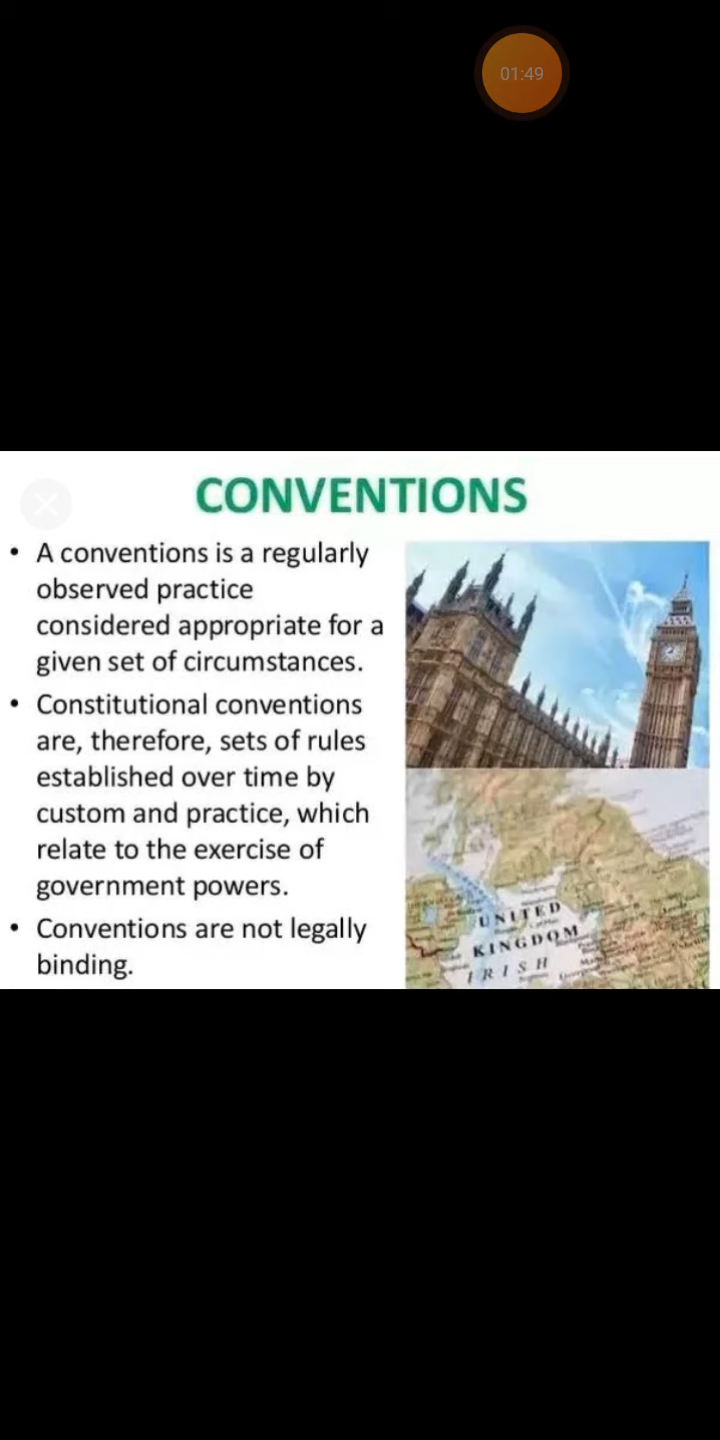 01:49
CONVENTIONS
• A conventions is a regularly
observed practice
considered appropriate for a
given set of circumstances.
• Constitutional conventions
are, therefore, sets of rules
established over time by
custom and practice, which
relate to the exercise of
government powers.
• Conventions are not legally
binding.
UNITED
KINGDOM
IRISH